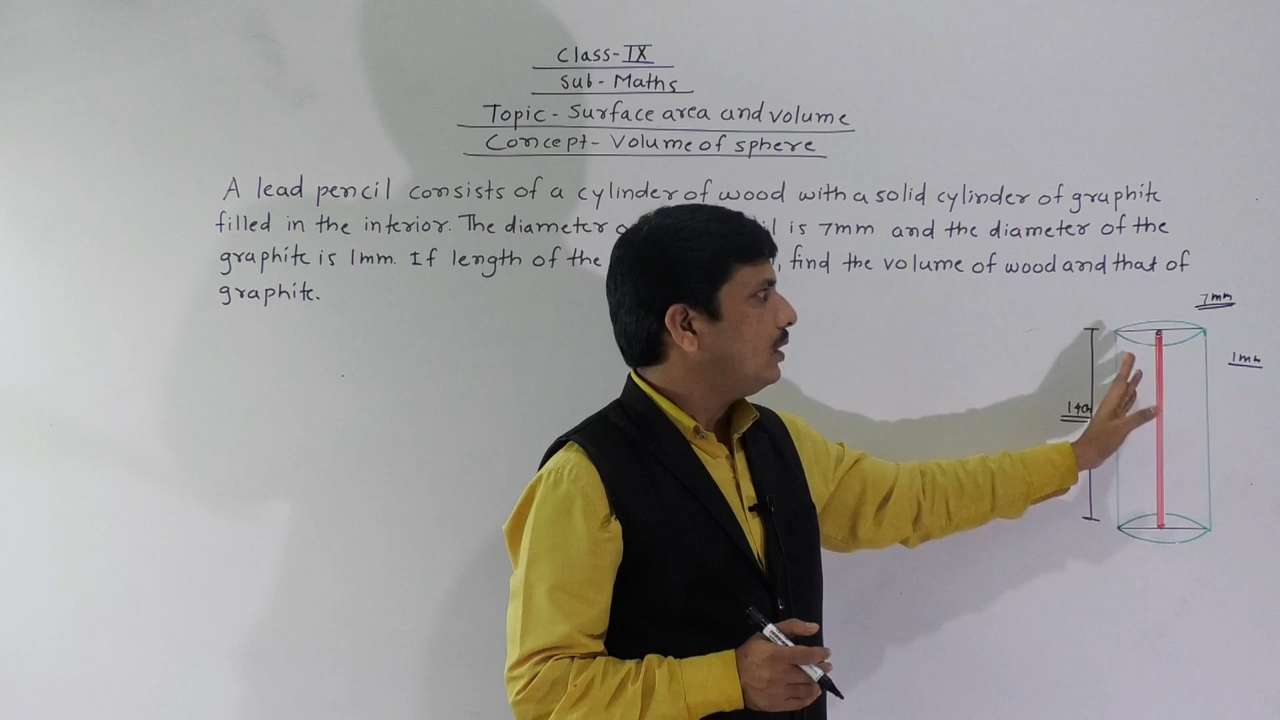 Class-IX
Sub- Maths
Topic- Surface area and volume
Concept- Volume of sphere
A lead pencil consists of a cylinder of wood with a solid cylinder of graphite
filled in the interior. The diameter is 7mm and the diameter of the
graphite is 1mm. If length of the find the volume of wood and that of
graphite.
7mm
1mm